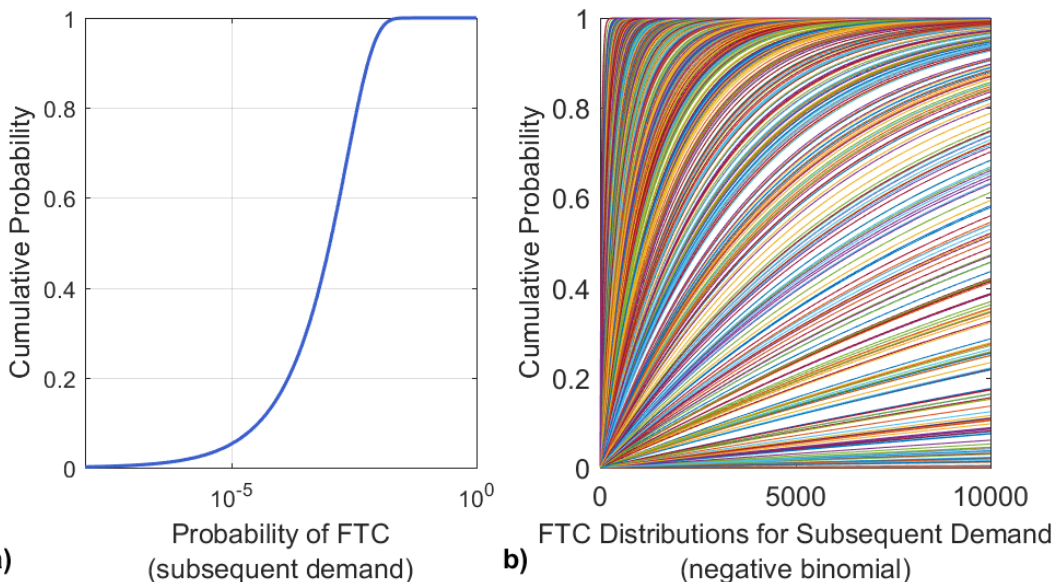 1
0.8
0.6
0.4
0.2
0
Cumulative Probability
10-5
100
Probability of FTC
(subsequent demand)
1
0.8
0.6
0.4
0.2
0
Cumulative Probability
0
5000
10000
FTC Distributions for Subsequent Demand
(negative binomial)
)
b)